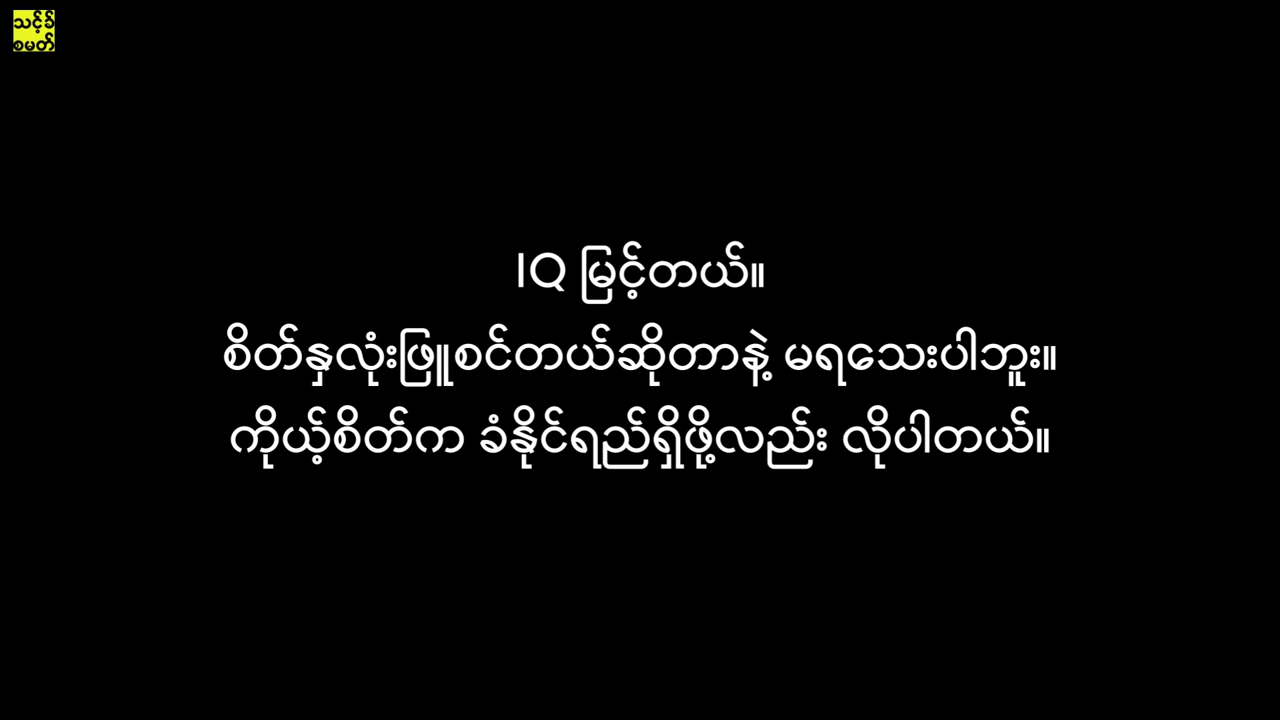 သင့်ခ်
စမတ်
IQ မြင့်တယ်။
စိတ်နှလုံးဖြူစင်တယ်ဆိုတာနဲ့ မရသေးပါဘူး။
ကိုယ့်စိတ်က ခံနိုင်ရည်ရှိဖို့လည်း လိုပါတယ်။